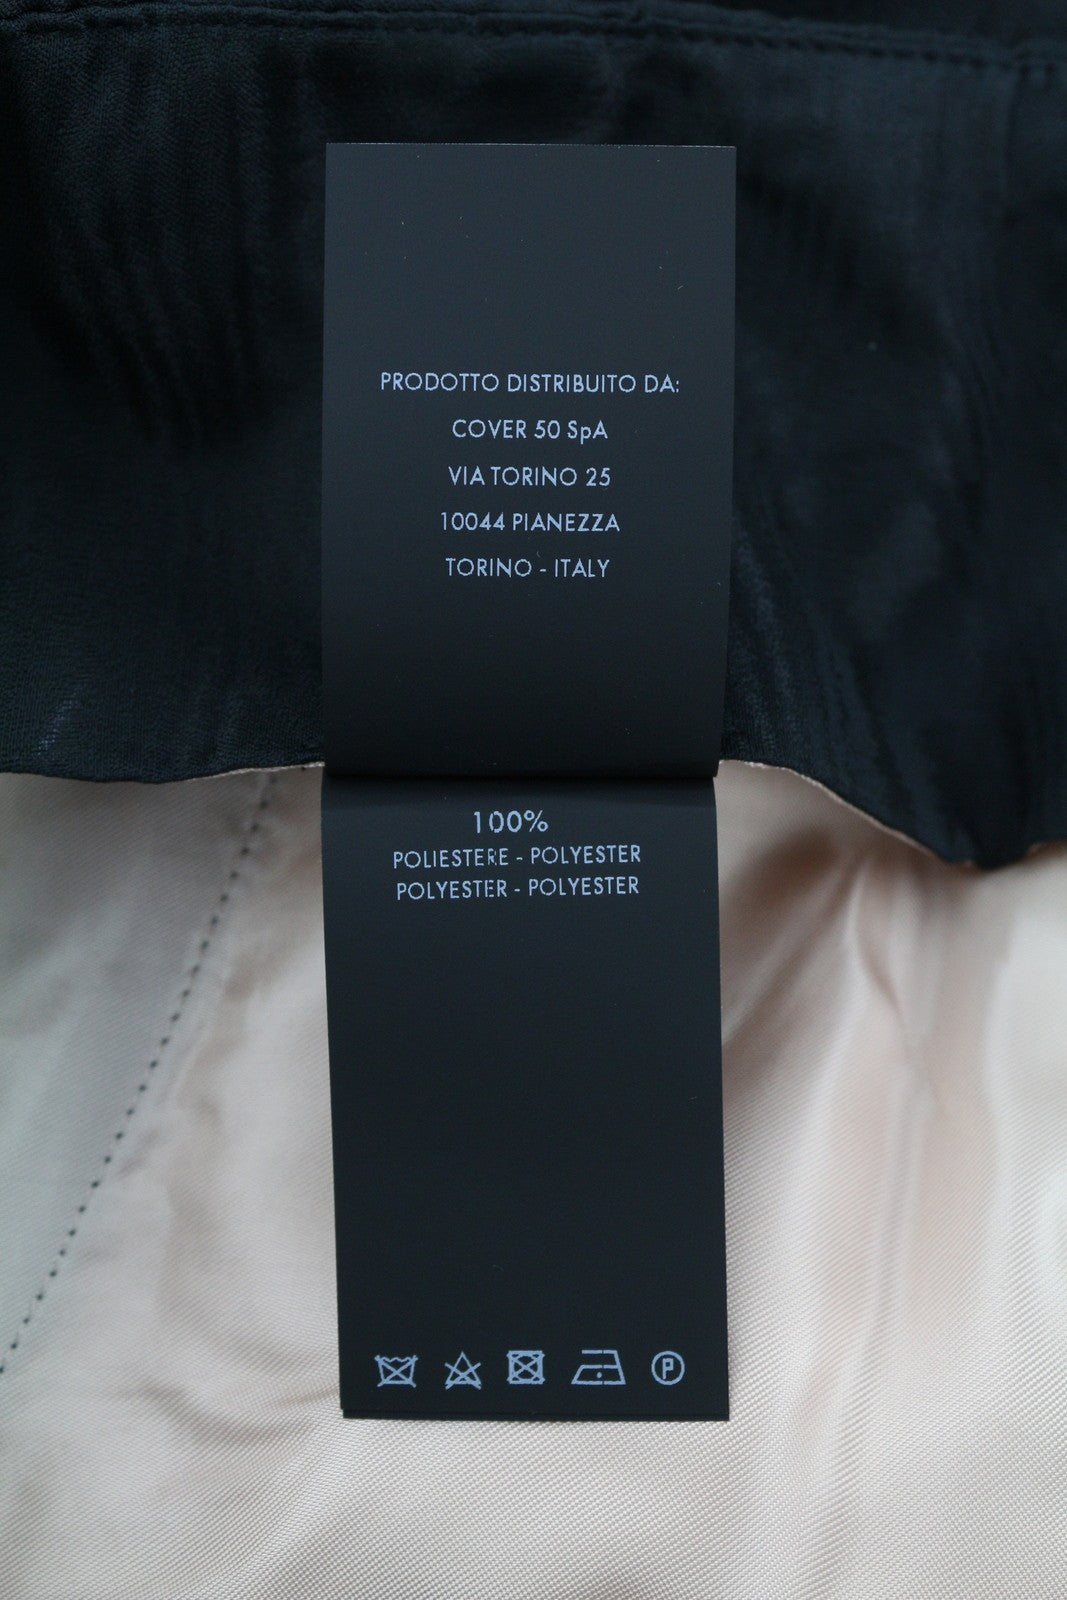 PRODOTTO DISTRIBUITO DA:
COVER 50 SpA
VIA TORINO 25
10044 PIANEZZA
TORINO - ITALY
100%
POLIESTERE - POLYESTER
POLYESTER - POLYESTER
P